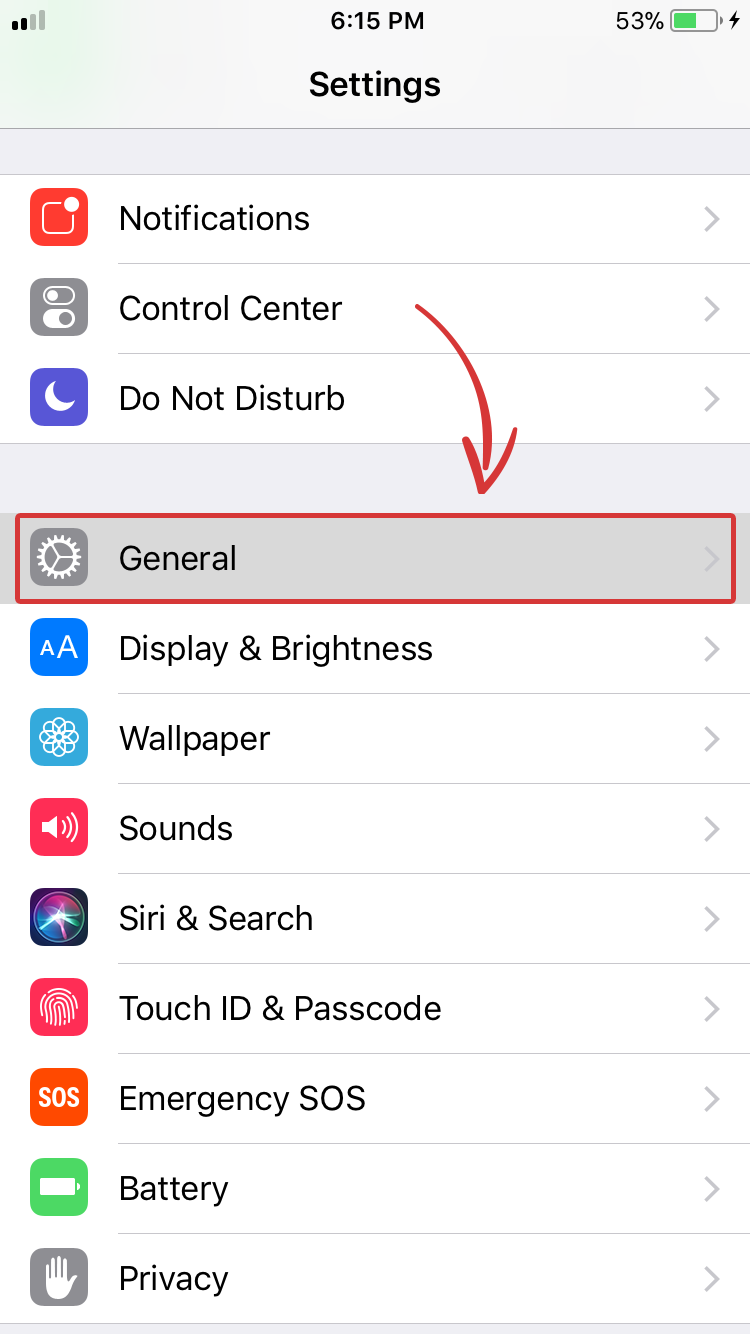 6:15 PM
53%
Settings
Notifications
Control Center
Do Not Disturb
General
AA Display & Brightness
Wallpaper
Sounds
Siri & Search
Touch ID & Passcode
SOS Emergency SOS
Battery
Privacy